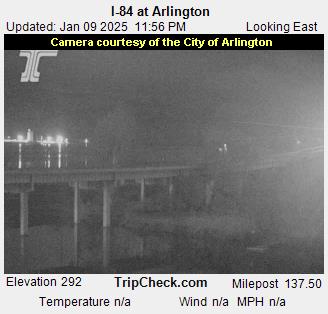 I-84 at Arlington
Updated: Jan 09 2025 11:56 PM Looking East
Camera courtesy of the City of Arlington
Elevation 292 TripCheck.com Milepost 137.50
Temperature n/a Wind n/a MPH n/a